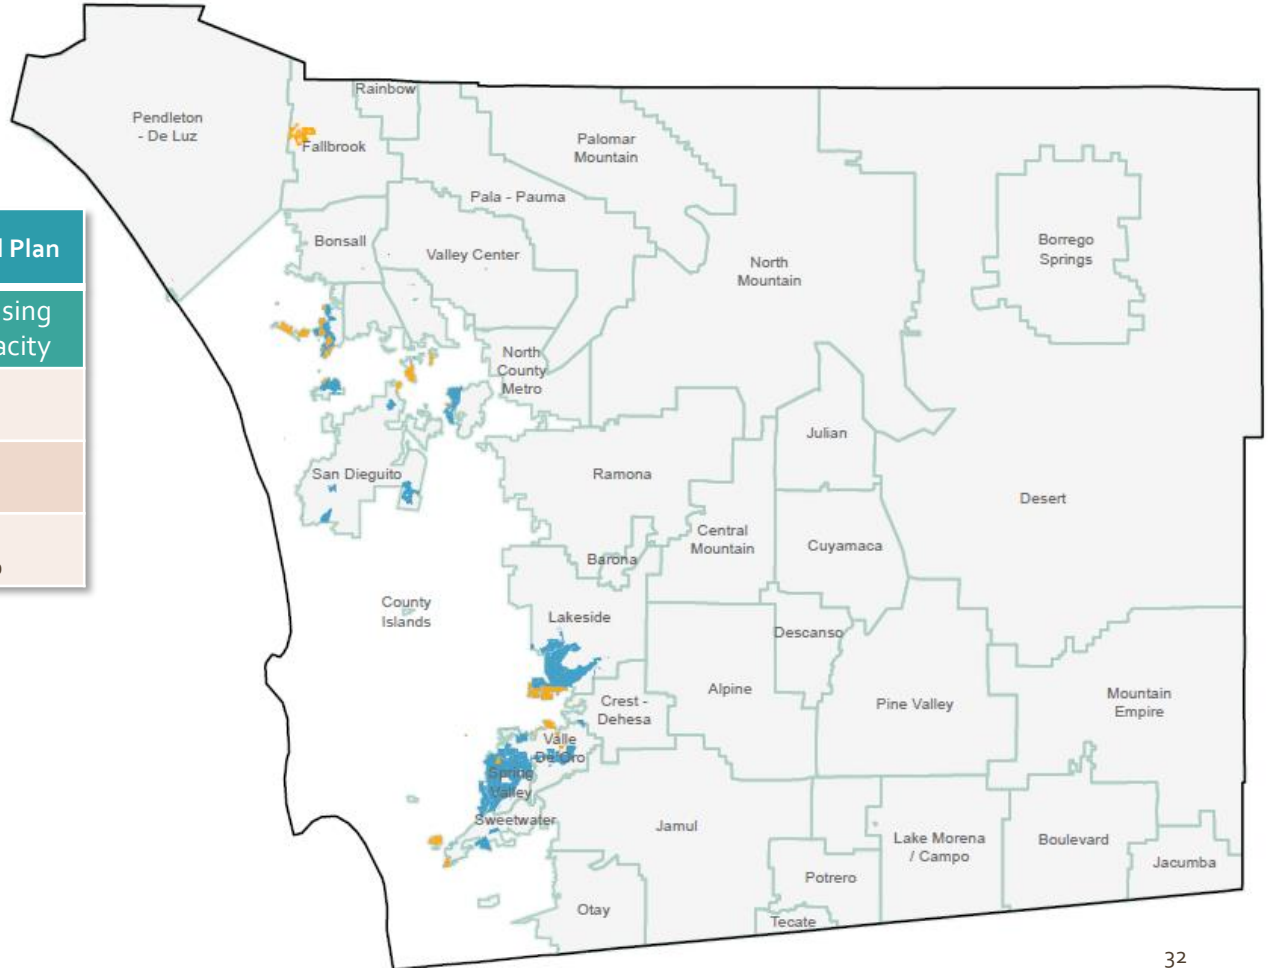 Rainbow
Pendleton
- De Luz
Fallbrook
Palomar
Mountain
Pala - Pauma
Plan
Bonsall
Valley Center
North
Mountain
Borrego
Springs
North
County
Metro
Julian
San Dieguito
Ramona
Desert
Central
Mountain
Cuyamaca
Barona
County
Islands
Lakeside
Descanso
Alpine
Crest -
Dehesa
Pine Valley
Mountain
Empire
Valle
De Oro
Spring
Valley
Sweetwater
Jamul
Lake Morena
/ Campo
Boulevard
Jacumba
Potrero
Otay
Tecate
32